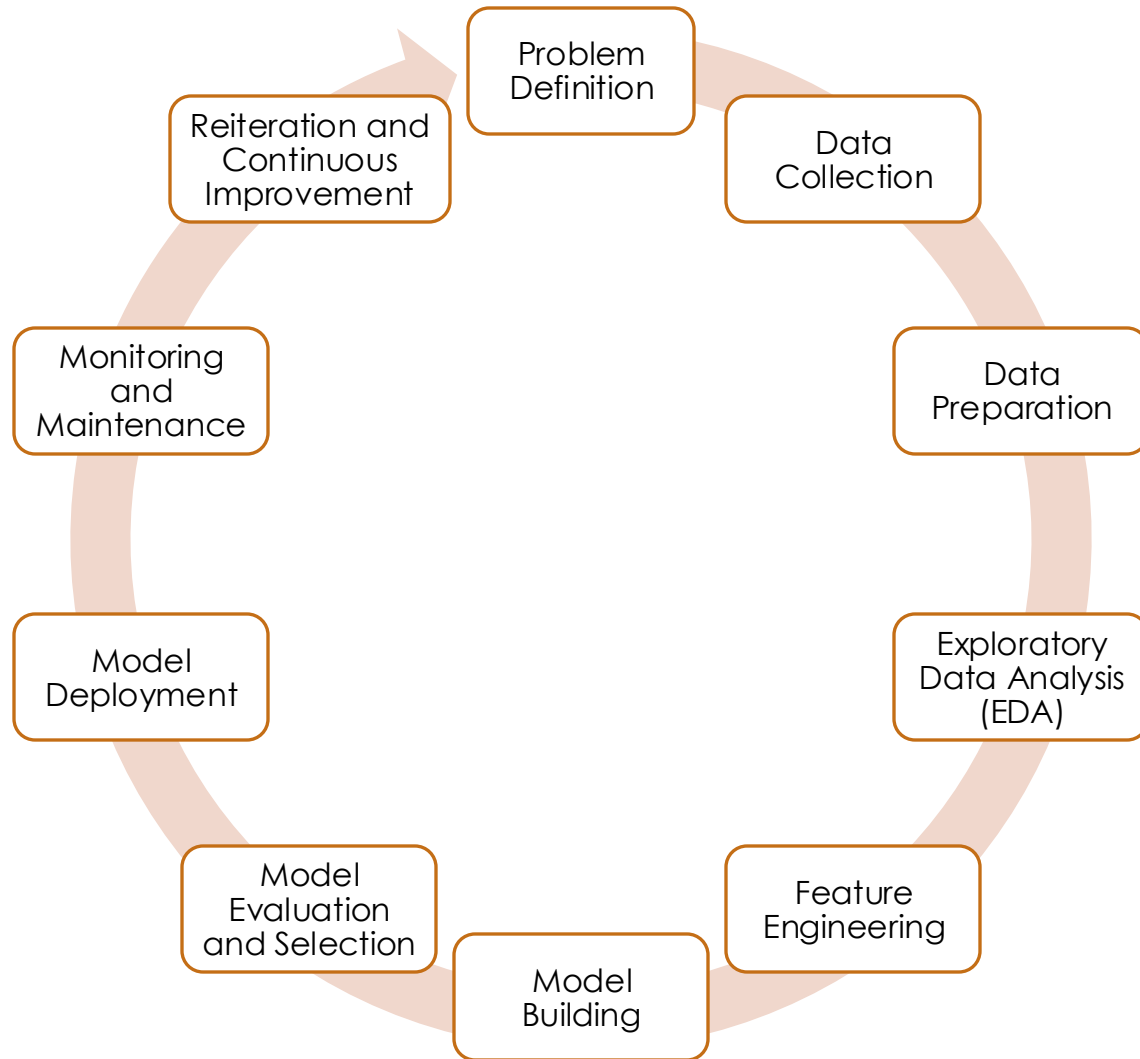 Problem
Definition
Data
Collection
Data
Preparation
Exploratory
Data Analysis
(EDA)
Feature
Engineering
Model
Building
Model
Evaluation
and Selection
Model
Deployment
Monitoring
and
Maintenance
Reiteration and
Continuous
Improvement